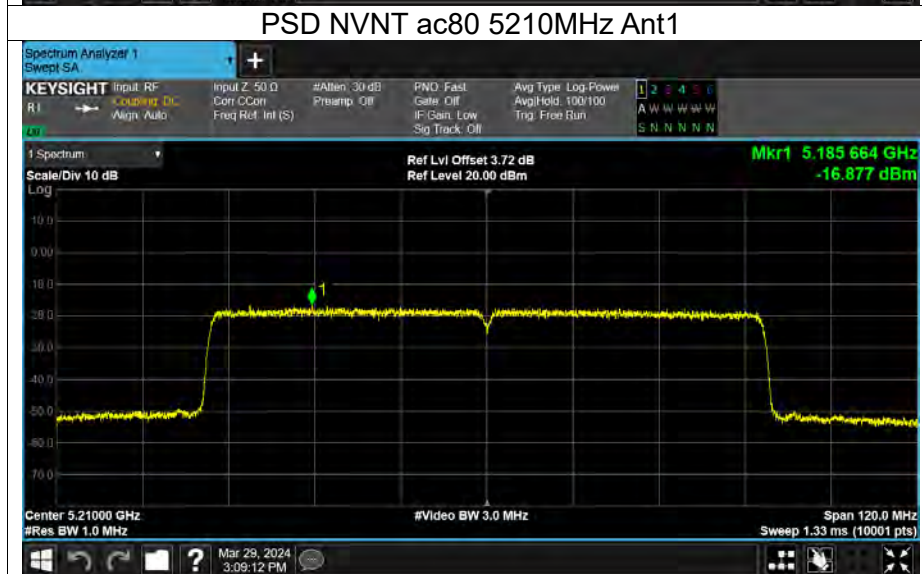 PSD NVNT ac80 5210MHz Ant1
Spectrum Analyzer 1
Swept SA
+
KEYSIGHT Input: RF Input Z: 50 Ω #Atten: 30 dB PNO: Fast Avg Type: Log-Power 1 2 3 4 5 6
R L Coupling: DC Corr CCorr Preamp: Off Gate: Off Avg|Hold: 100/100 A W W W W W
Align: Auto Freq Ref: Int (S) IF Gain: Low Trig: Free Run
Sig Track: Off S N N N N N
1 Spectrum Ref Lvl Offset 3.72 dB Mkr1 5.185 664 GHz
Scale/Div 10 dB Ref Level 20.00 dBm -16.877 dBm
Log
10.0
0.00
-10.0
-20.0
-30.0
-40.0
-50.0
-60.0
-70.0
1
Center 5.21000 GHz #Video BW 3.0 MHz Span 120.0 MHz
#Res BW 1.0 MHz Sweep 1.33 ms (10001 pts)
? Mar 29, 2024
3:09:12 PM